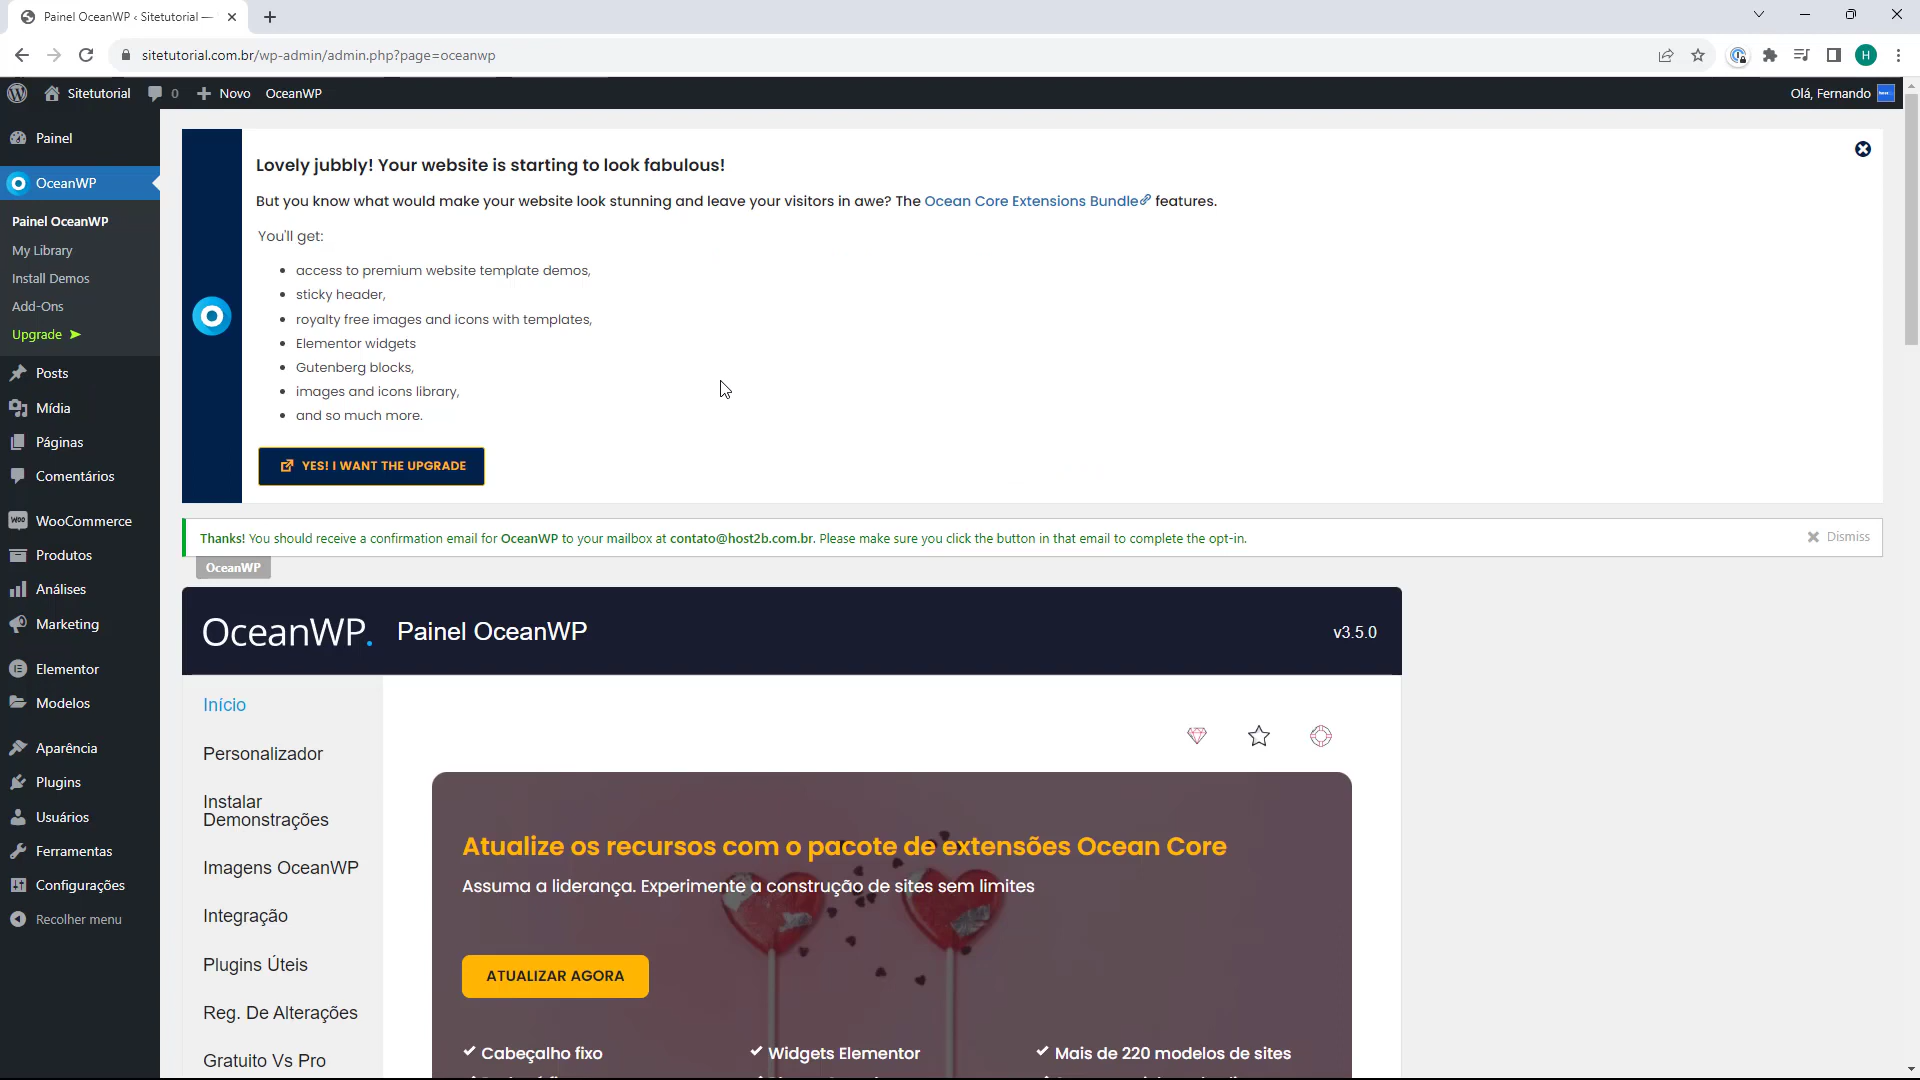 Painel OceanWP ‹ Sitetutorial —
sitetutorial.com.br/wp-admin/admin.php?page=oceanwp
H
Sitetutorial
0
Novo
OceanWP
Olá, Fernando
Painel
OceanWP
Painel OceanWP
My Library
Install Demos
Add-Ons
Upgrade ➤
Posts
Mídia
Páginas
Comentários
WooCommerce
Produtos
Análises
Marketing
Elementor
Modelos
Aparência
Plugins
Usuários
Ferramentas
Configurações
Recolher menu
Lovely jubbly! Your website is starting to look fabulous!
But you know what would make your website look stunning and leave your visitors in awe? The Ocean Core Extensions Bundle features.
You'll get:
• access to premium website template demos,
• sticky header,
• royalty free images and icons with templates,
• Elementor widgets
• Gutenberg blocks,
• images and icons library,
• and so much more.
YES! I WANT THE UPGRADE
Thanks! You should receive a confirmation email for OceanWP to your mailbox at contato@host2b.com.br. Please make sure you click the button in that email to complete the opt-in.
Dismiss
OceanWP
OceanWP. Painel OceanWP
v3.5.0
Início
Personalizador
Instalar
Demonstrações
Imagens OceanWP
Integração
Plugins Úteis
Reg. De Alterações
Gratuito Vs Pro
Atualize os recursos com o pacote de extensões Ocean Core
Assuma a liderança. Experimente a construção de sites sem limites
ATUALIZAR AGORA
Cabeçalho fixo
Widgets Elementor
Mais de 220 modelos de sites